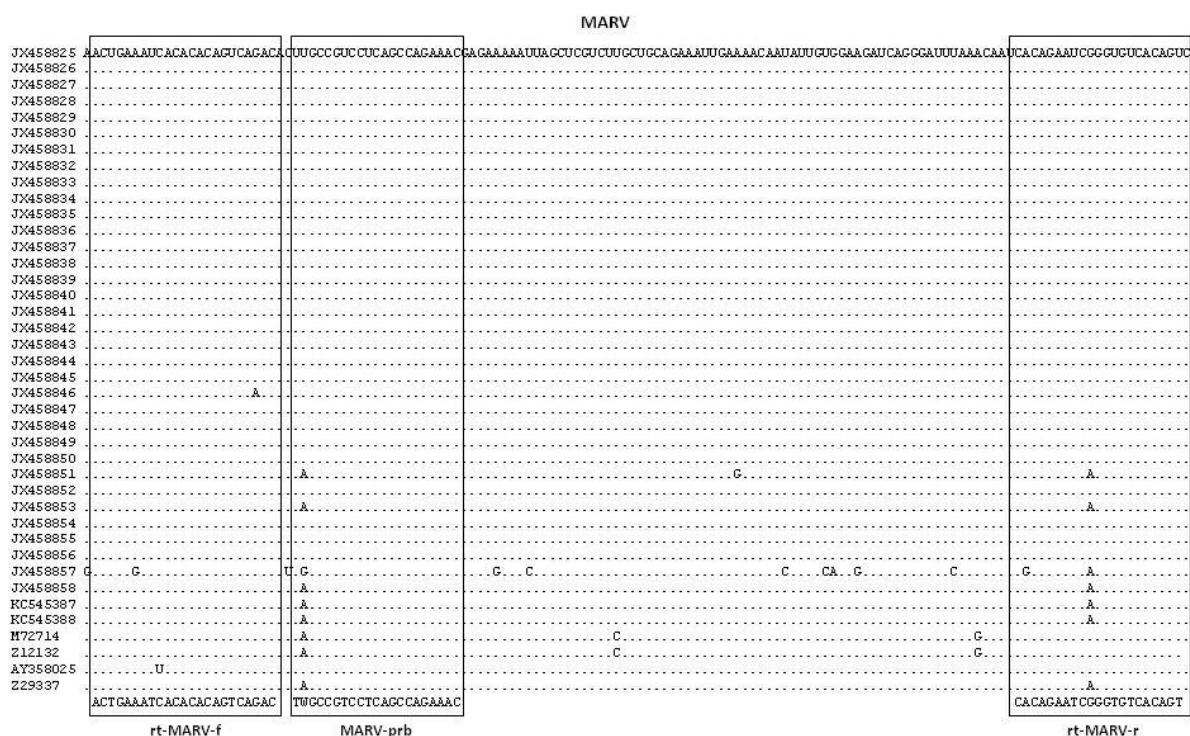 MARV
JX458825 AACUGAAAUCACACACAGUCAGACACUUGCCGUCCUCAGCCAGAAACGAGAAAAAUUAGCUCGUCUUGCUGCAGAAAUUGAAAACAAUAUUGUGGAAGAUCAGGGAUUUAAACAAUCACAGAAUCGGGUGUCACAGUC
JX458826 ...
JX458827 ...
JX458828 ...
JX458829 ...
JX458830 ...
JX458831 ...
JX458832 ...
JX458833 ...
JX458834 ...
JX458835 ...
JX458836 ...
JX458837 ...
JX458838 ...
JX458839 ...
JX458840 ...
JX458841 ...
JX458842 ...
JX458843 ...
JX458844 ...
JX458845 ...
JX458846 ...A...
JX458847 ...
JX458848 ...
JX458849 ...
JX458850 ...
JX458851 ...A...G...A...
JX458852 ...
JX458853 ...A...A...
JX458854 ...
JX458855 ...
JX458856 ...
JX458857 G.....G...U.G...G...C...C....CA..G...C...G.......A...
JX458858 ...A...A...
KC545387 ...A...A...
KC545388 ...A...A...
M72714 ...A...C...G...
Z12132 ...A...C...G...
AY358025 ...U...
Z29337 ...A...A...
ACTGAAATCACACACAGTCAGAC TWGCCGTCCTCAGCCAGAAAC CACAGAATCGGGTGTCACAGT
rt-MARV-f MARV-prb rt-MARV-r